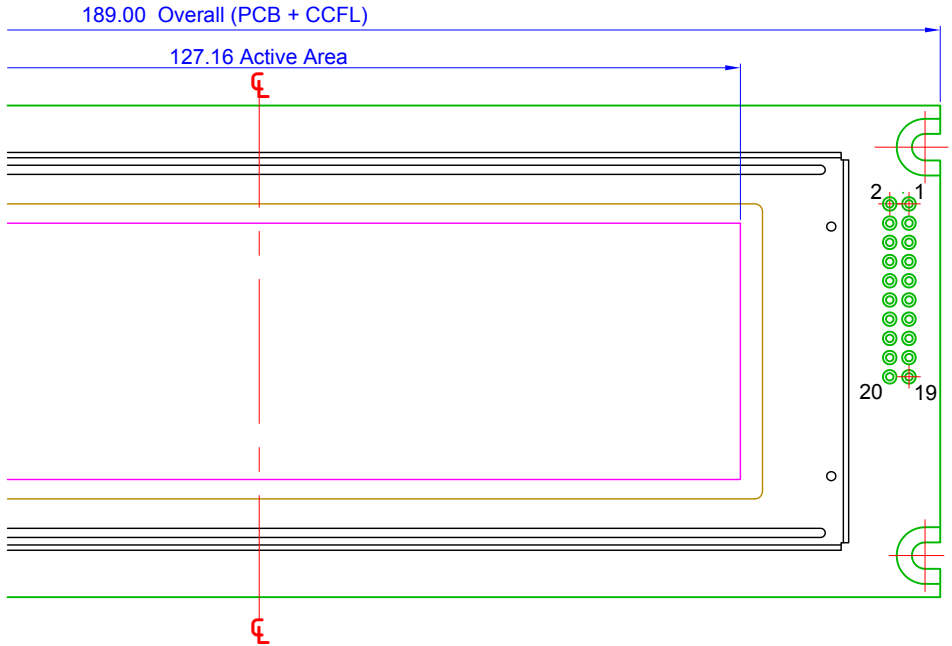 189.00 Overall (PCB + CCFL)
127.16 Active Area
℄
2 1
20 19
℄